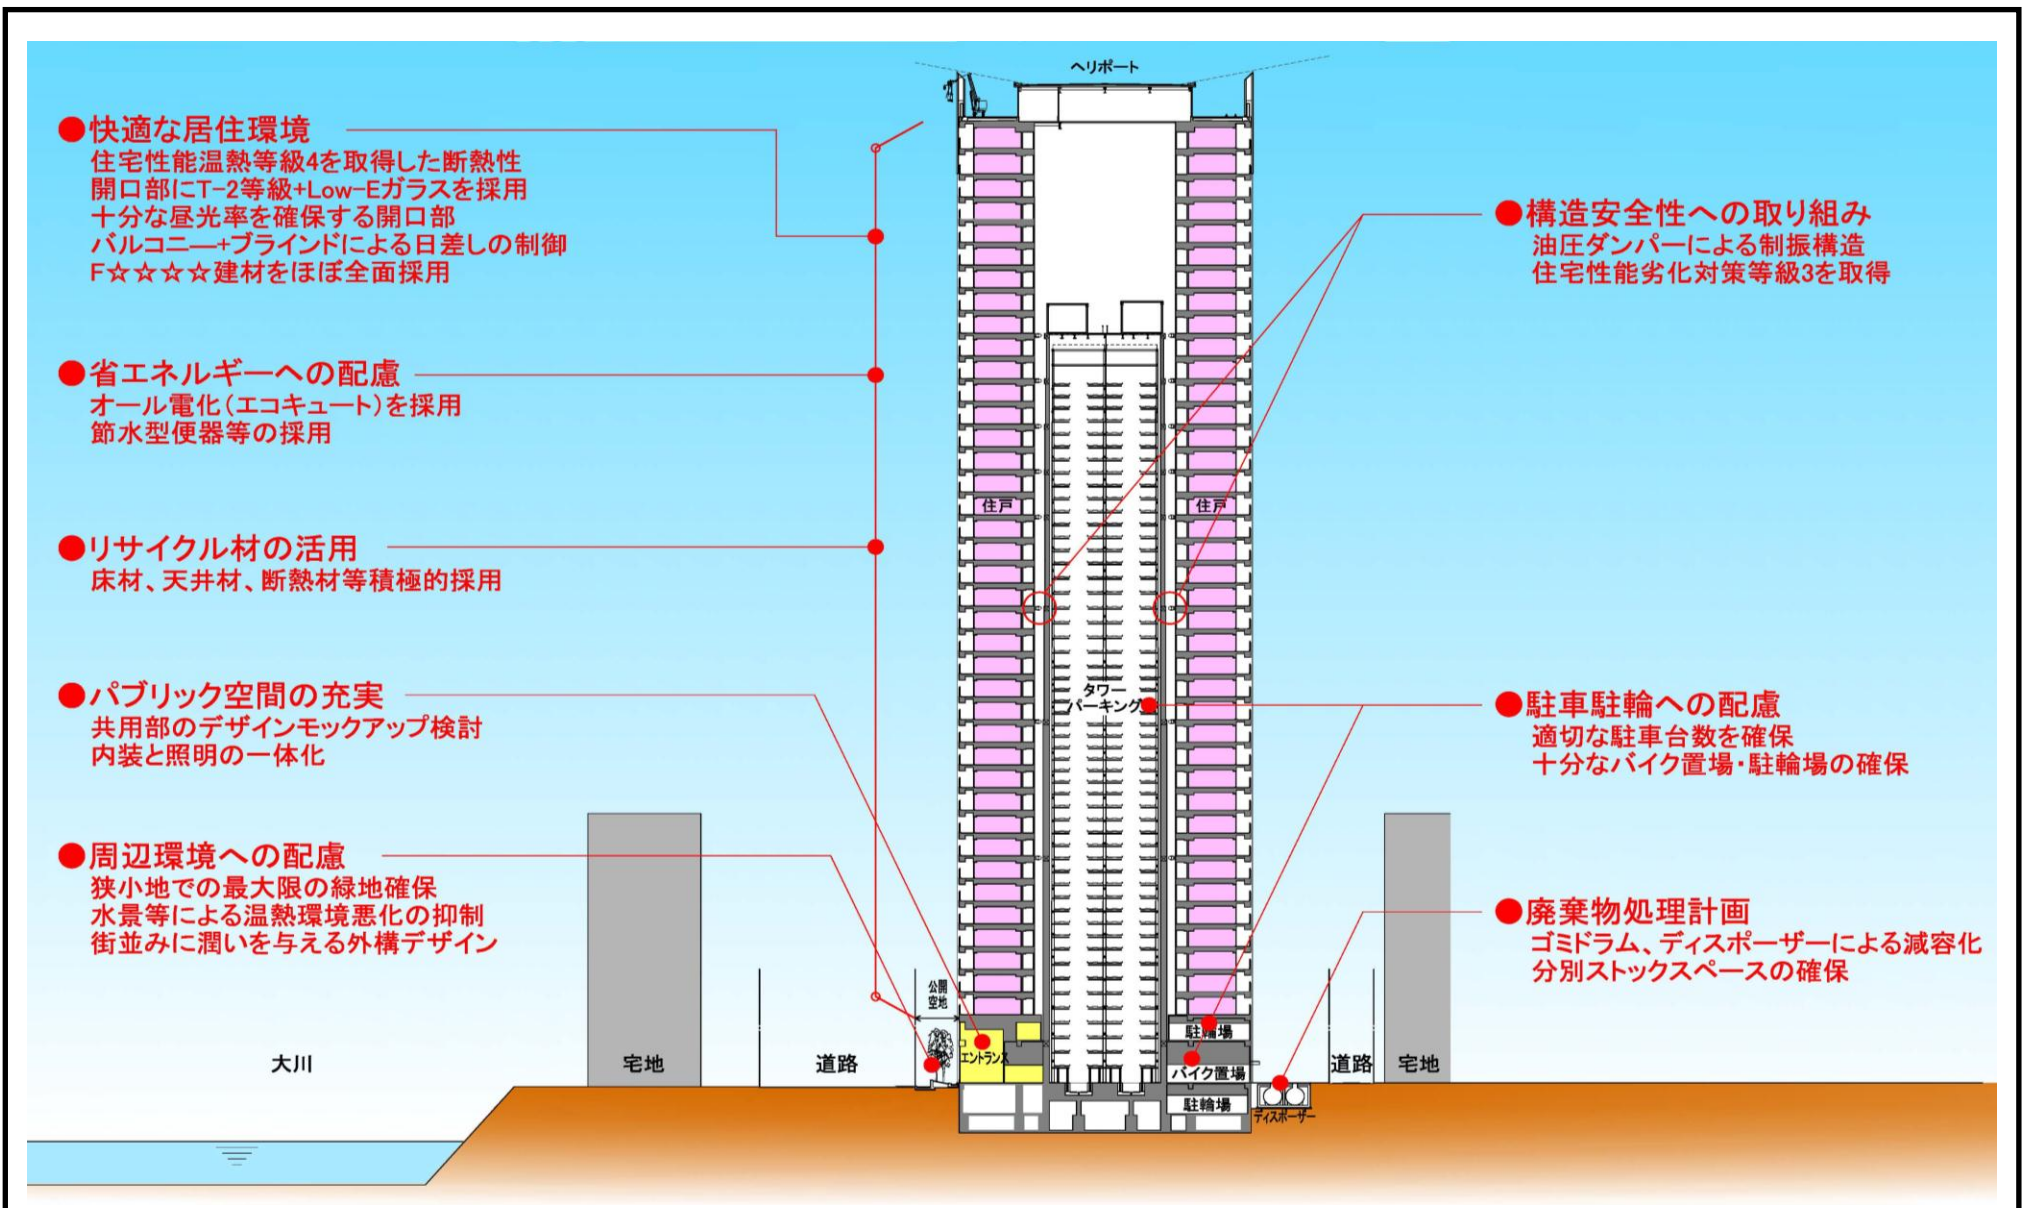 ヘリポート
●快適な居住環境
住宅性能温熱等級4を取得した断熱性
開口部にT-2等級+Low-Eガラスを採用
十分な昼光率を確保する開口部
バルコニー+ブラインドによる日差しの制御
F☆☆☆☆建材をほぼ全面採用
●省エネルギーへの配慮
オール電化(エコキュート)を採用
節水型便器等の採用
●リサイクル材の活用
床材、天井材、断熱材等積極的採用
●パブリック空間の充実
共用部のデザインモックアップ検討
内装と照明の一体化
●周辺環境への配慮
狭小地での最大限の緑地確保
水景等による温熱環境悪化の抑制
街並みに潤いを与える外構デザイン
●構造安全性への取り組み
油圧ダンパーによる制振構造
住宅性能劣化対策等級3を取得
●駐車駐輪への配慮
適切な駐車台数を確保
十分なバイク置場・駐輪場の確保
●廃棄物処理計画
ゴミドラム、ディスポーザーによる減容化
分別ストックスペースの確保
住戸
住戸
タワー
パーキング
公開
空地
エントランス
駐輪場
バイク置場
駐輪場
ディスポーザー
大川
宅地
道路
道路
宅地